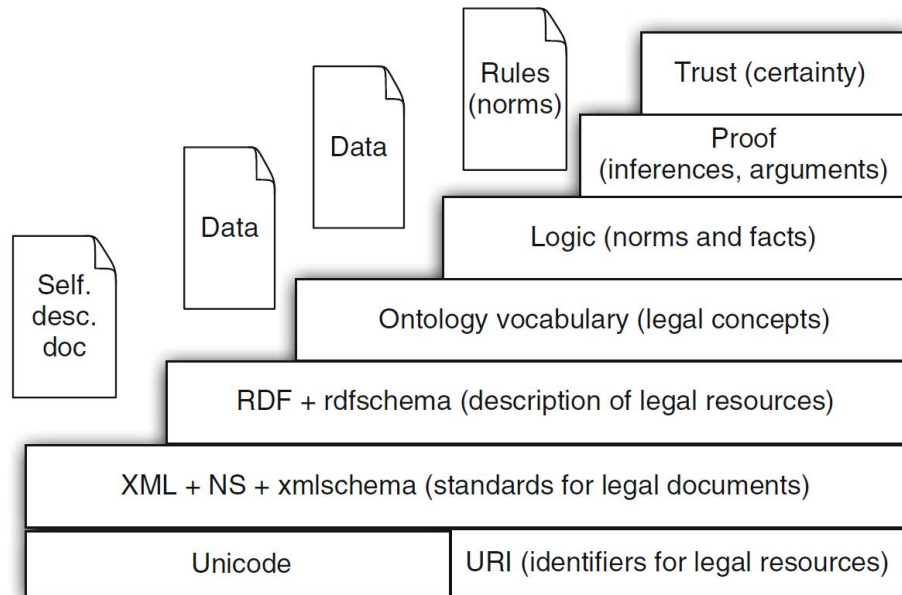 Rules
(norms)
Trust (certainty)
Data
Proof
(inferences, arguments)
Data
Logic (norms and facts)
Self.
desc.
doc
Ontology vocabulary (legal concepts)
RDF + rdfschema (description of legal resources)
XML + NS + xmlschema (standards for legal documents)
Unicode
URI (identifiers for legal resources)